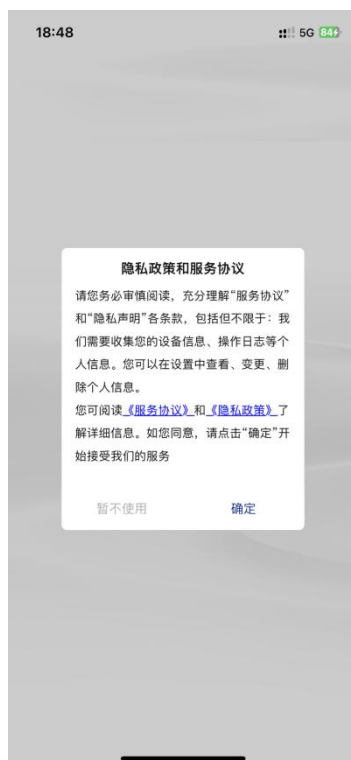 18:48
5G 84
隐私政策和服务协议
请您务必审慎阅读，充分理解“服务协议”
和“隐私声明”各条款，包括但不限于：我
们需要收集您的设备信息、操作日志等个
人信息。您可以在设置中查看、变更、删
除个人信息。
您可阅读《服务协议》和《隐私政策》了
解详细信息。如您同意，请点击“确定”开
始接受我们的服务
暂不使用 确定